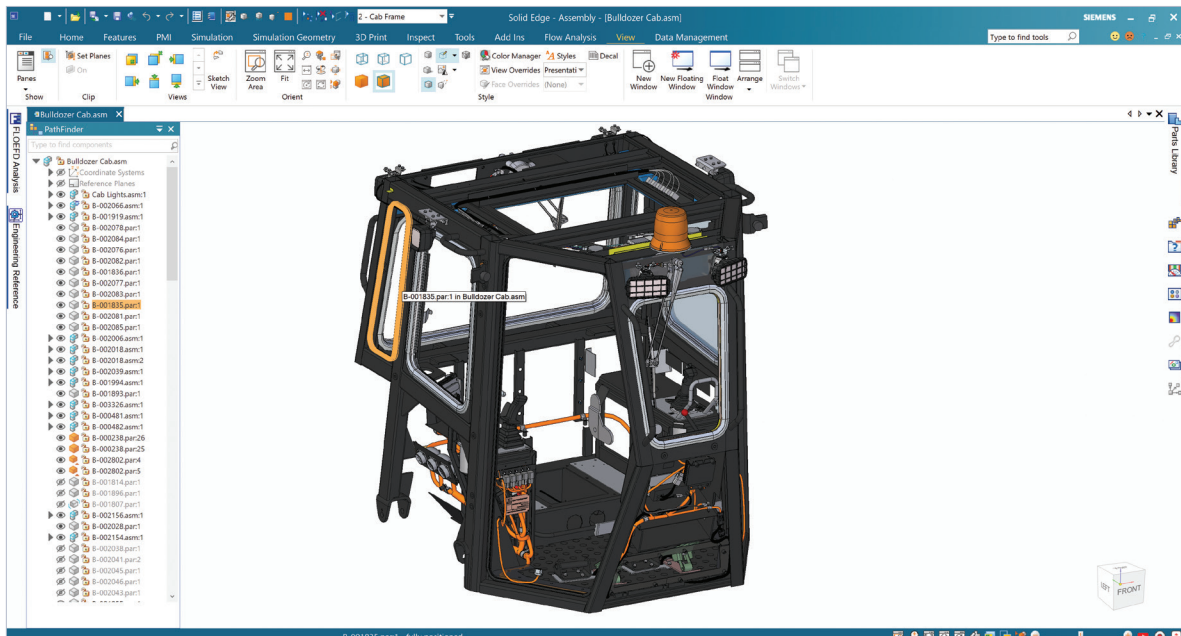 2 - Cab Frame
Solid Edge - Assembly - [Bulldozer Cab.asm]
SIEMENS
File Home Features PMI Simulation Simulation Geometry 3D Print Inspect Tools Add Ins Flow Analysis View Data Management
Type to find tools
Panes
Set Planes
On
Sketch View
Zoom Area
Fit
Color Manager
Styles
Decal
View Overrides
Presentati
Face Overrides
(None)
New Window
New Floating Window
Float Window
Arrange
Switch Windows
Show Clip Views Orient Style Window
Bulldozer Cab.asm
PathFinder
Type to find components
FLOEFD Analysis
Engineering Reference
Parts Library
Bulldozer Cab.asm
Coordinate Systems
Reference Planes
Cab Lights.asm:1
B-002066.asm:1
B-001919.asm:1
B-002078.par:1
B-002084.par:1
B-002076.par:1
B-002082.par:1
B-001836.par:1
B-002077.par:1
B-002083.par:1
B-001835.par:1
B-002081.par:1
B-002085.par:1
B-002006.asm:1
B-002018.asm:1
B-002018.asm:2
B-002039.asm:1
B-001994.asm:1
B-001893.par:1
B-003326.asm:1
B-000481.asm:1
B-000482.asm:1
B-000238.par:26
B-000238.par:25
B-002802.par:4
B-002802.par:5
B-001814.par:1
B-001896.par:1
B-001807.par:1
B-002156.asm:1
B-002028.par:1
B-002154.asm:1
B-002038.par:1
B-002041.par:2
B-002045.par:1
B-002046.par:1
B-002043.par:1
B-001835.par:1 in Bulldozer Cab.asm
LEFT
FRONT